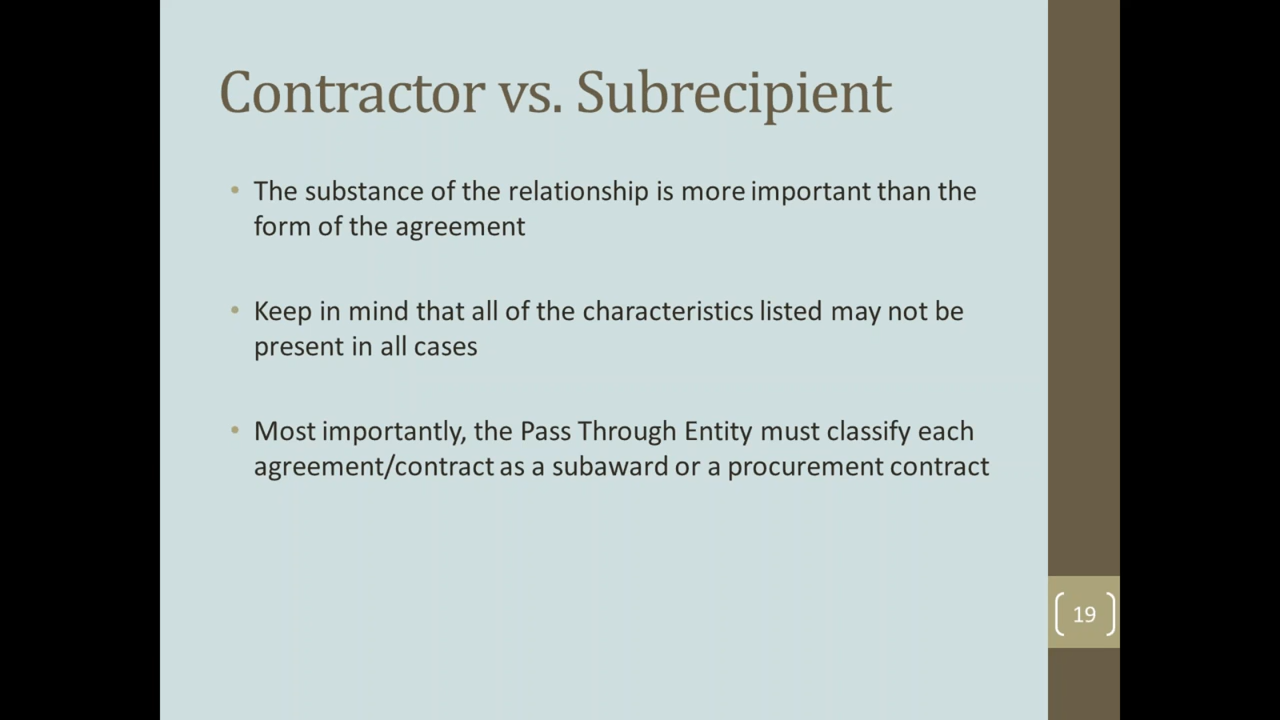 Contractor vs. Subrecipient
• The substance of the relationship is more important than the
form of the agreement
• Keep in mind that all of the characteristics listed may not be
present in all cases
• Most importantly, the Pass Through Entity must classify each
agreement/contract as a subaward or a procurement contract
19